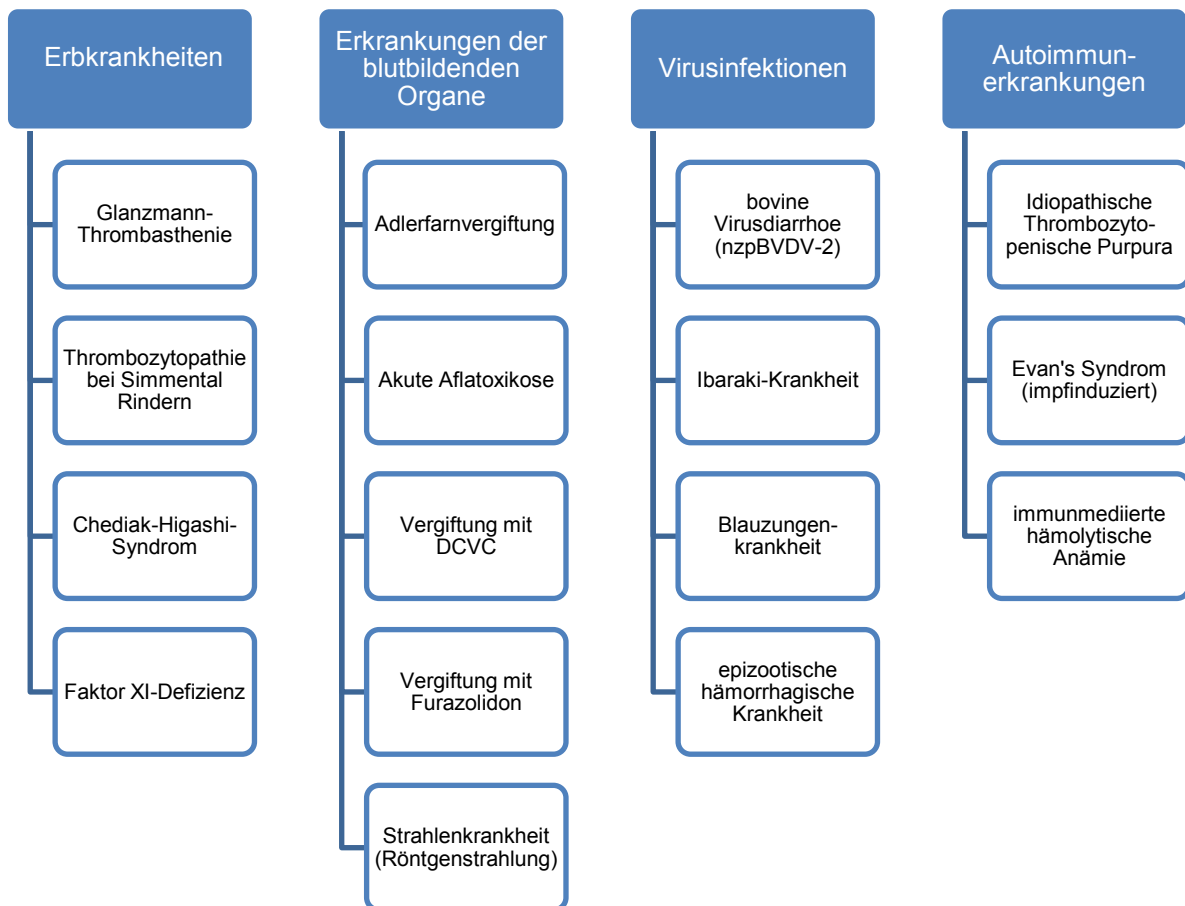 Erbkrankheiten
Glanzmann-
Thrombasthenie
Thrombozytopathie
bei Simmental
Rindern
Chediak-Higashi-
Syndrom
Faktor XI-Defizienz
Erkrankungen der
blutbildenden
Organe
Adlerfarnvergiftung
Akute Aflatoxikose
Vergiftung mit
DCVC
Vergiftung mit
Furazolidon
Strahlenkrankheit
(Röntgenstrahlung)
Virusinfektionen
bovine
Virusdiarrhoe
(nzpBVDV-2)
Ibaraki-Krankheit
Blauzungen-
krankheit
epizootische
hämorrhagische
Krankheit
Autoimmun-
erkrankungen
Idiopathische
Thrombozyto-
penische Purpura
Evan's Syndrom
(impfinduziert)
immunmediierte
hämolytische
Anämie